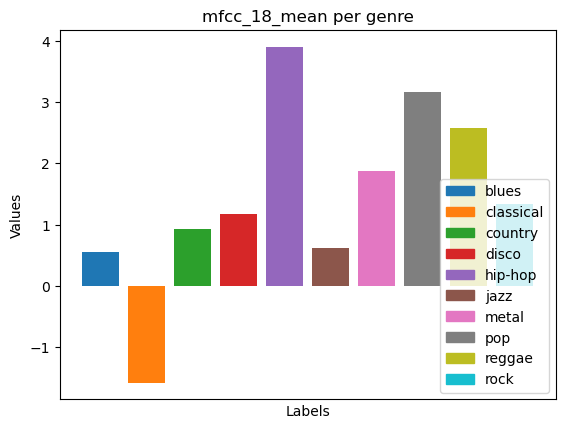 mfcc_18_mean per genre
4
3
2
1
0
−1
Values
Labels
blues
classical
country
disco
hip-hop
jazz
metal
pop
reggae
rock